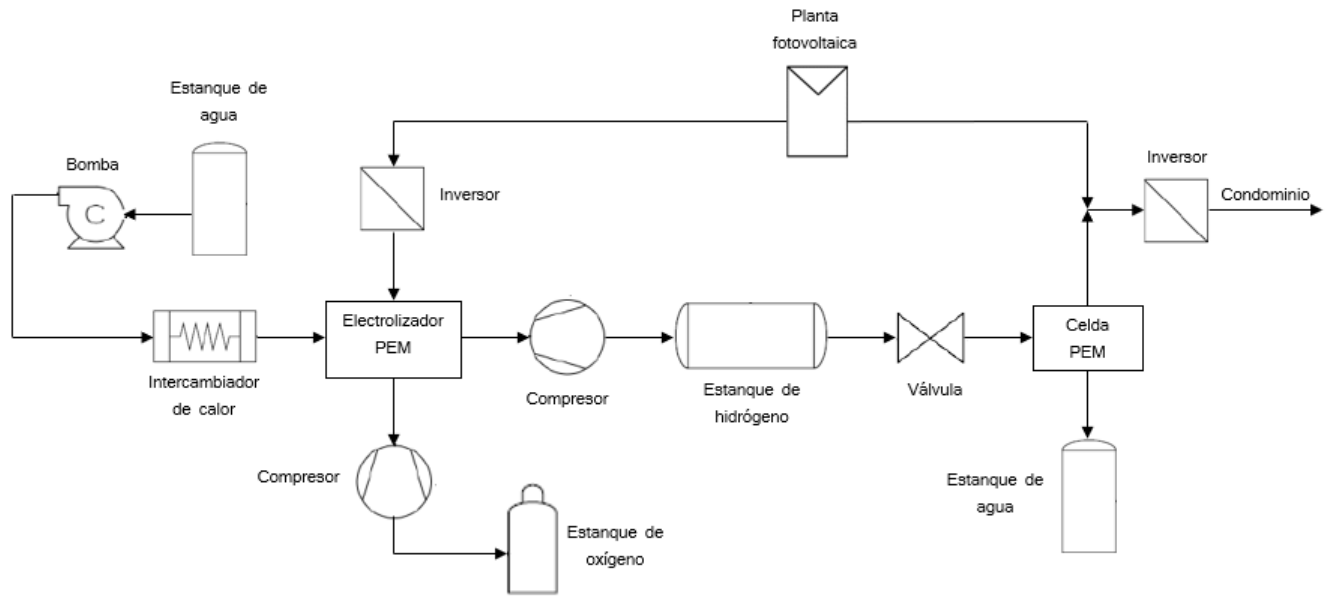 Planta
fotovoltaica
Estanque de
agua
Bomba
C
Inversor
Inversor
Condominio
Electrolizador
PEM
Celda
PEM
Intercambiador
de calor
Compresor
Estanque de
hidrógeno
Válvula
Compresor
Estanque de
oxígeno
Estanque de
agua